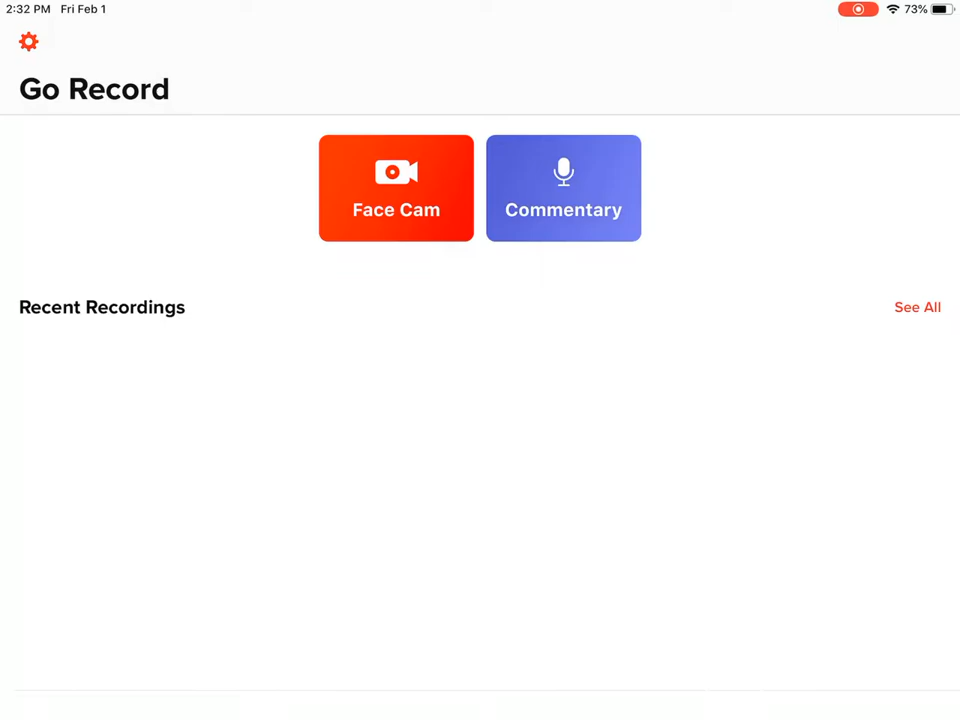 2:32 PM Fri Feb 1
73%
Go Record
Face Cam
Commentary
Recent Recordings
See All